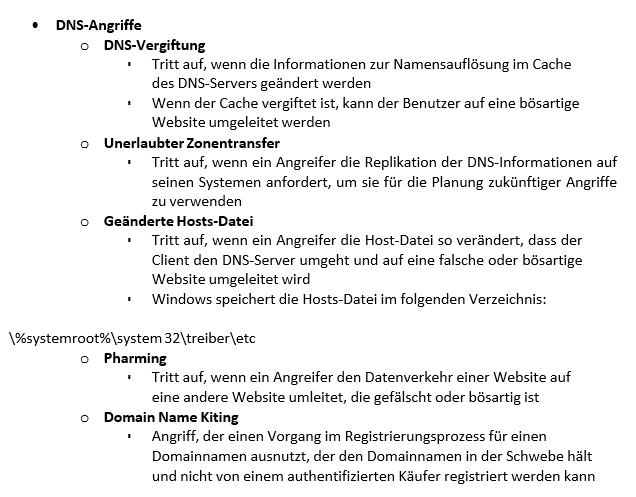 • DNS-Angriffe
o DNS-Vergiftung
▪ Tritt auf, wenn die Informationen zur Namensauflösung im Cache
des DNS-Servers geändert werden
▪ Wenn der Cache vergiftet ist, kann der Benutzer auf eine bösartige
Website umgeleitet werden
o Unerlaubter Zonentransfer
▪ Tritt auf, wenn ein Angreifer die Replikation der DNS-Informationen auf
seinen Systemen anfordert, um sie für die Planung zukünftiger Angriffe
zu verwenden
o Geänderte Hosts-Datei
▪ Tritt auf, wenn ein Angreifer die Host-Datei so verändert, dass der
Client den DNS-Server umgeht und auf eine falsche oder bösartige
Website umgeleitet wird
▪ Windows speichert die Hosts-Datei im folgenden Verzeichnis:
\%systemroot%\system 32\treiber\etc
o Pharming
▪ Tritt auf, wenn ein Angreifer den Datenverkehr einer Website auf
eine andere Website umleitet, die gefälscht oder bösartig ist
o Domain Name Kiting
▪ Angriff, der einen Vorgang im Registrierungsprozess für einen
Domainnamen ausnutzt, der den Domainnamen in der Schwebe hält
und nicht von einem authentifizierten Käufer registriert werden kann